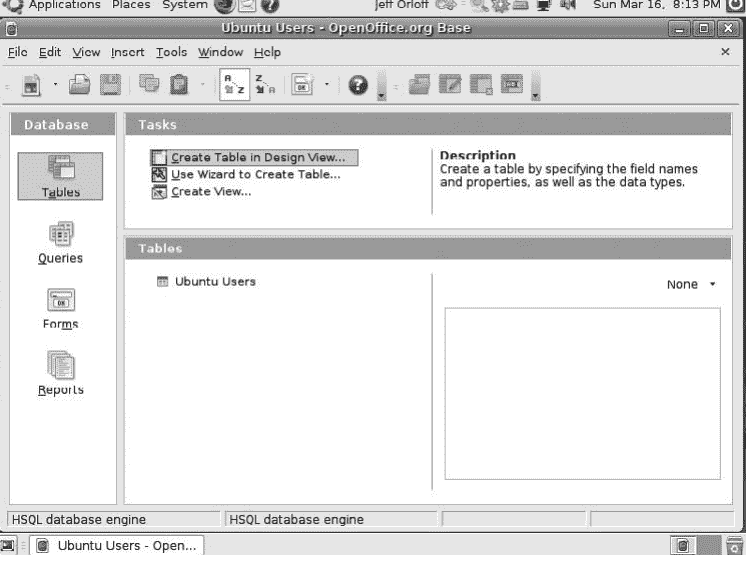 Applications Places System Jeff Orloff Sun Mar 16, 8:13 PM
Ubuntu Users - OpenOffice.org Base
File Edit View Insert Tools Window Help
Database
Tasks
Create Table in Design View...
Use Wizard to Create Table...
Create View...
Description
Create a table by specifying the field names
and properties, as well as the data types.
Tables
Queries
Forms
Reports
Tables
Ubuntu Users
None
HSQL database engine HSQL database engine
Ubuntu Users - Open...